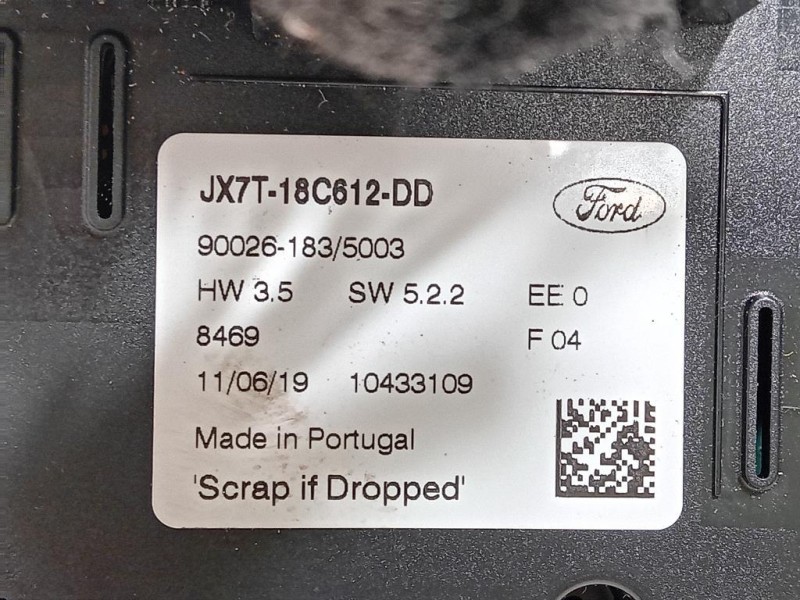 JX7T-18C612-DD
Ford
90026-183/5003
HW 3.5 SW 5.2.2 EE 0
8469 F 04
11/06/19 10433109
Made in Portugal
'Scrap if Dropped'